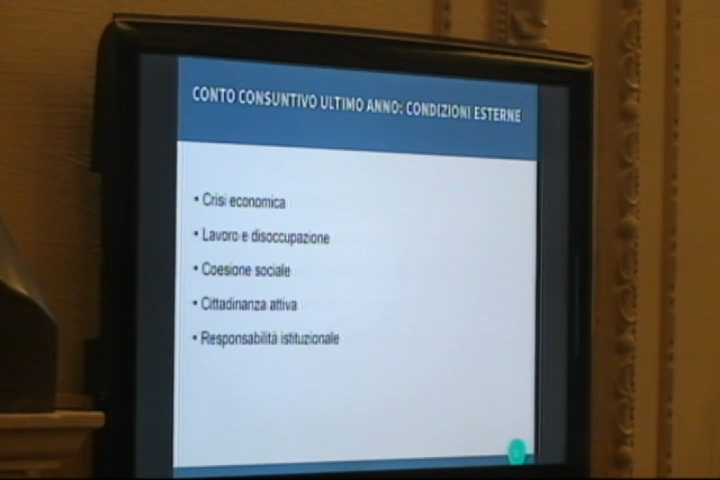 CONTO CONSUNTIVO ULTIMO ANNO: CONDIZIONI ESTERNE
• Crisi economica
• Lavoro e disoccupazione
• Coesione sociale
• Cittadinanza attiva
• Responsabilità istituzionale